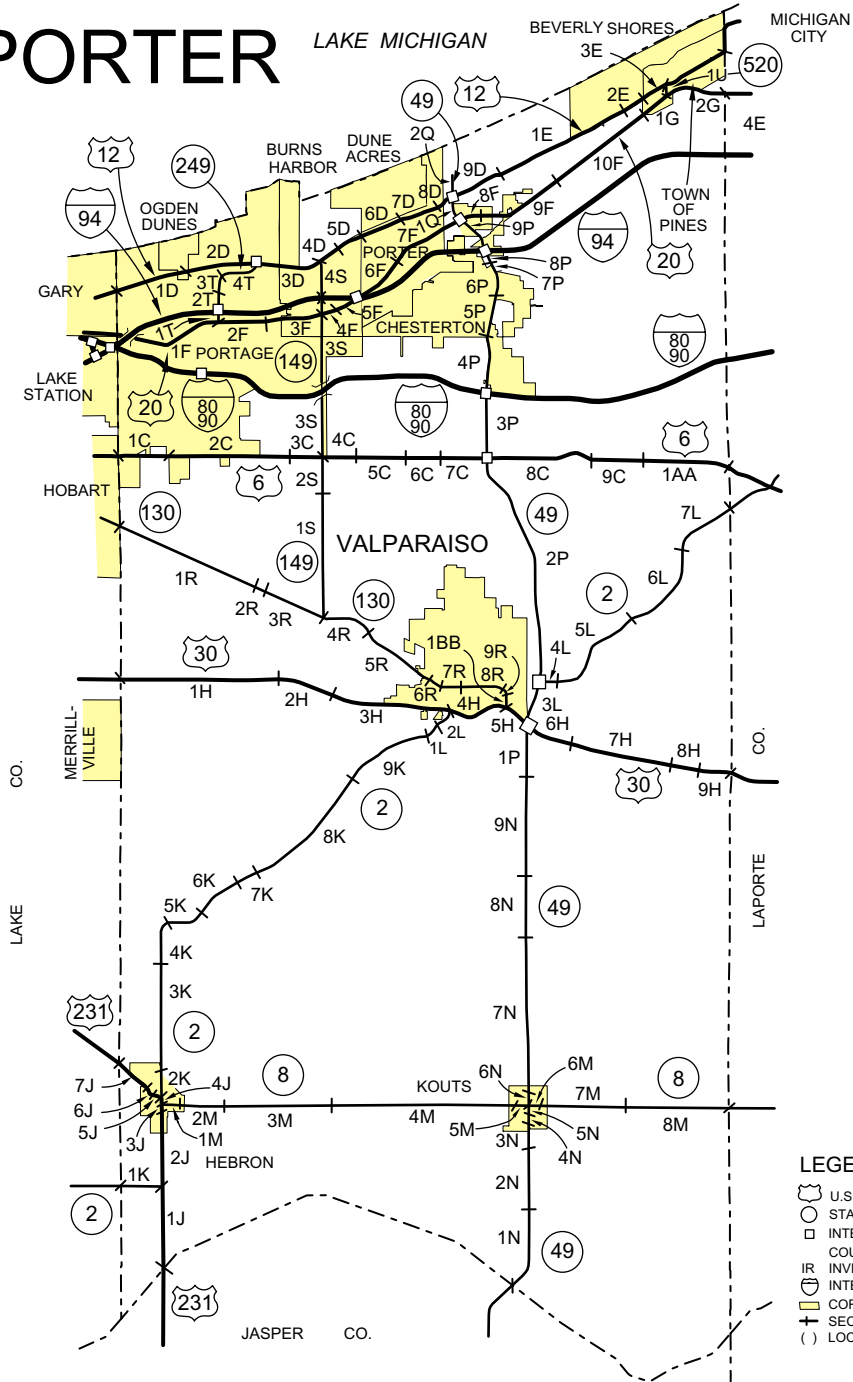 PORTER
LAKE MICHIGAN
BEVERLY SHORES
MICHIGAN
CITY
3E
520
1U
49
12
2E
2G
1G
2Q
1E
4E
BURNS
HARBOR
DUNE
ACRES
9D
10F
12
249
8D
8F
TOWN
OF
PINES
7D
9F
94
OGDEN
DUNES
6D
1Q
9P
5D
7F
94
20
2D
4D
PORTER
8P
3T
4T
3D
4S
6F
7P
GARY
1D
2T
6P
5F
5P
1T
2F
3F
4F
CHESTERTON
1F
PORTAGE
149
3S
4P
80
90
LAKE
STATION
20
80
90
80
90
3S
3P
1C
2C
3C
4C
6
5C
6C
7C
8C
9C
1AA
HOBART
6
2S
130
49
7L
1S
VALPARAISO
2P
1R
149
6L
2R
130
2
3R
4R
5L
1BB
9R
4L
30
5R
7R
8R
1H
6R
3L
2H
4H
3H
5H
6H
2L
MERRILL-
VILLE
1L
1P
7H
8H
CO.
9K
30
9H
CO.
2
8K
9N
6K
7K
5K
8N
49
LAPORTE
LAKE
4K
3K
7N
231
2
8
6M
8
7J
2K
4J
KOUTS
6N
7M
6J
2M
3M
4M
8M
5J
3J
1M
5M
3N
5N
4N
2J
HEBRON
1K
2N
LEGE
2
U.S
1J
STA
1N
INTE
49
COU
IR
INV
INTE
231
COR
SEC
JASPER
CO.
( )
LOC